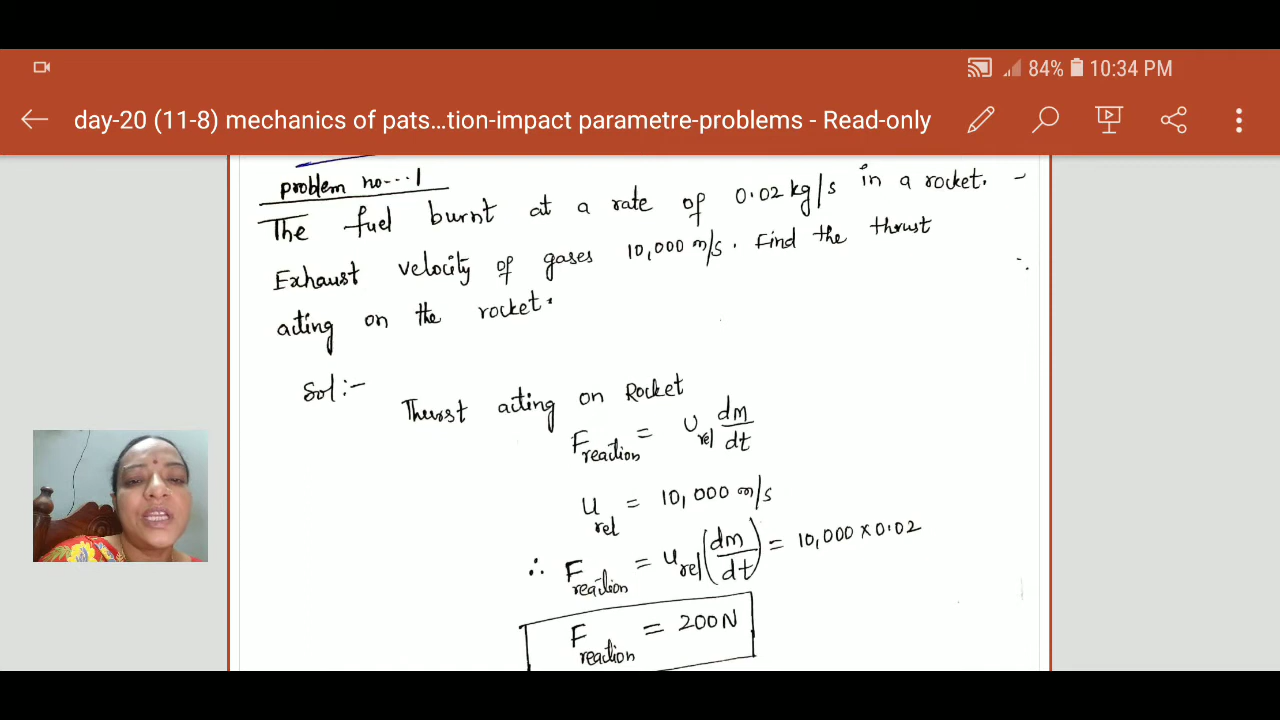 84% 10:34 PM
day-20 (11-8) mechanics of pats...tion-impact parametre-problems - Read-only
problem no---1
The fuel burnt at a rate of 0.02 kg/s in a rocket. -
Exhaust velocity of gases 10,000 m/s. Find the thrust
acting on the rocket.
Sol:-
Thurst acting on Rocket
F reaction = U rel dm/dt
U rel = 10,000 m/s
∴ F reaction = U rel (dm/dt) = 10,000 × 0.02
F reaction = 200N